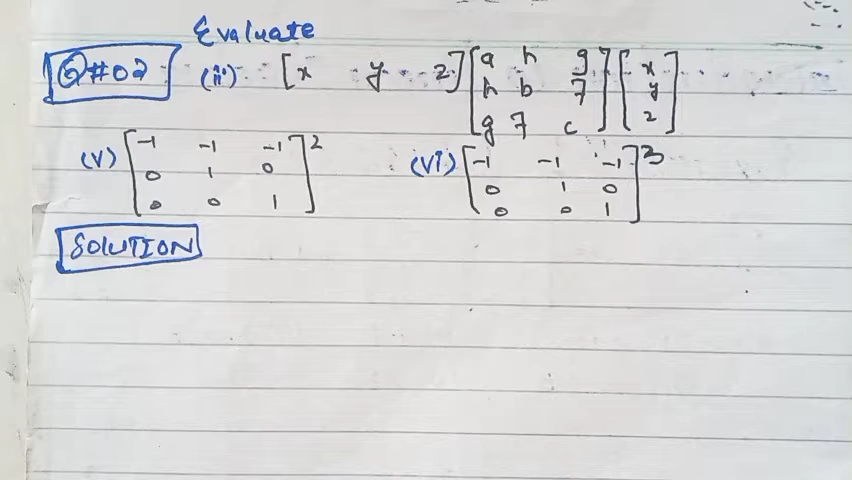 Evaluate
Q#02 (ii) [x y z] [a h g] [x]
[h b f] [y]
[g f c] [z]
(v) [-1 -1 -1]² (vi) [-1 -1 -1]³
[0 1 0] [0 1 0]
[0 0 1] [0 0 1]
SOLUTION